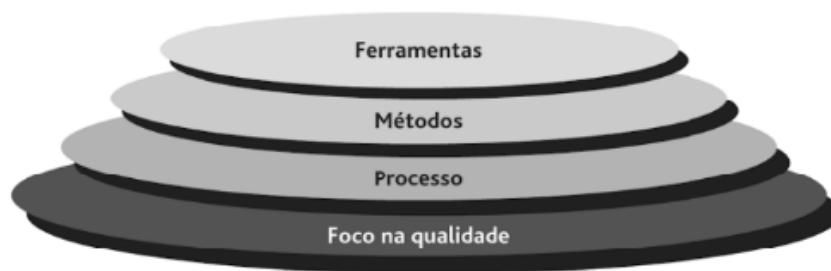 Ferramentas
Métodos
Processo
Foco na qualidade